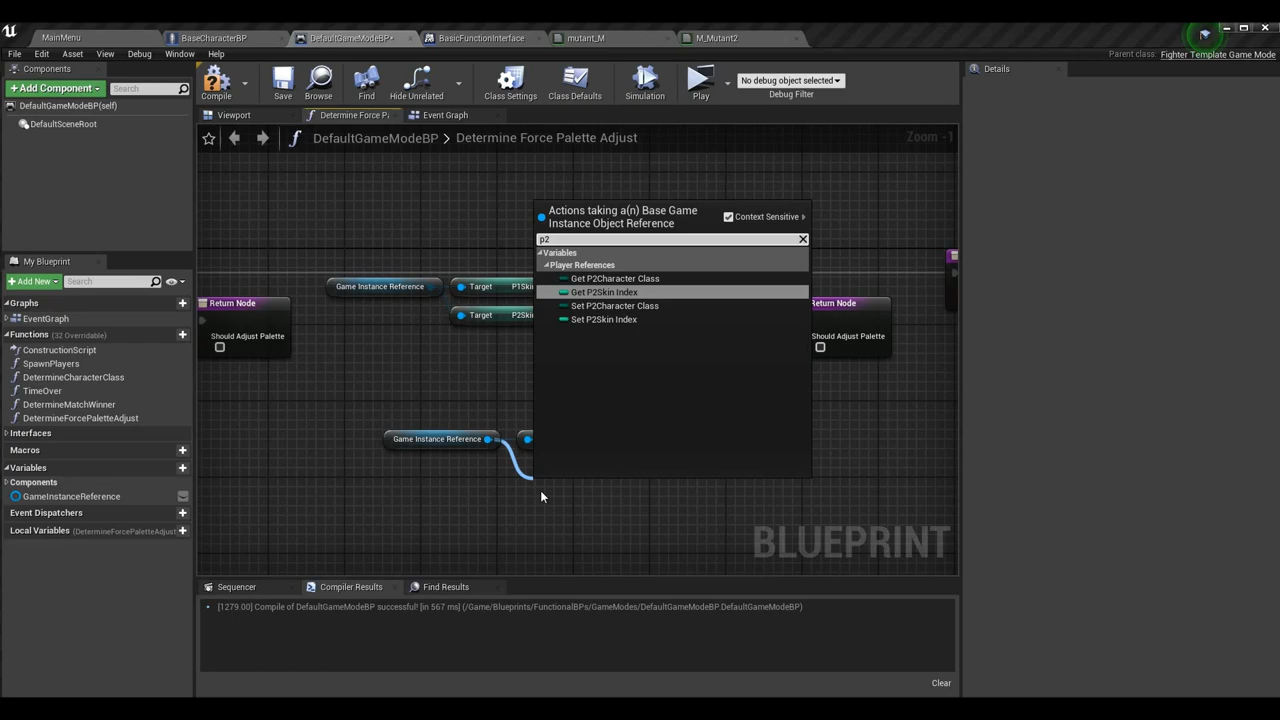 MainMenu
BaseCharacterBP
DefaultGameModeBP*
BasicFunctionInterface
mutant_M
M_Mutant2
File
Edit
Asset
View
Debug
Window
Help
Parent class: Fighter Template Game Mode
Components
+ Add Component
Search
DefaultGameModeBP(self)
DefaultSceneRoot
Compile
Save
Browse
Find
Hide Unrelated
Class Settings
Class Defaults
Simulation
Play
No debug object selected
Debug Filter
Details
Viewport
Determine Force P
Event Graph
DefaultGameModeBP > Determine Force Palette Adjust
Zoom -1
Actions taking a(n) Base Game
Instance Object Reference
Context Sensitive
p2
Variables
Player References
Get P2Character Class
Get P2Skin Index
Set P2Character Class
Set P2Skin Index
Game Instance Reference
Target
P1Skin
Target
P2Skin
Return Node
Should Adjust Palette
Return Node
Should Adjust Palette
Game Instance Reference
BLUEPRINT
My Blueprint
+ Add New
Search
Graphs
EventGraph
Functions (32 Overridable)
ConstructionScript
SpawnPlayers
DetermineCharacterClass
TimeOver
DetermineMatchWinner
DetermineForcePaletteAdjust
Interfaces
Macros
Variables
Components
GameInstanceReference
Event Dispatchers
Local Variables (DetermineForcePaletteAdjust
Sequencer
Compiler Results
Find Results
[1279.00] Compile of DefaultGameModeBP successful! [in 567 ms] (/Game/Blueprints/FunctionalBPs/GameModes/DefaultGameModeBP.DefaultGameModeBP)
Clear